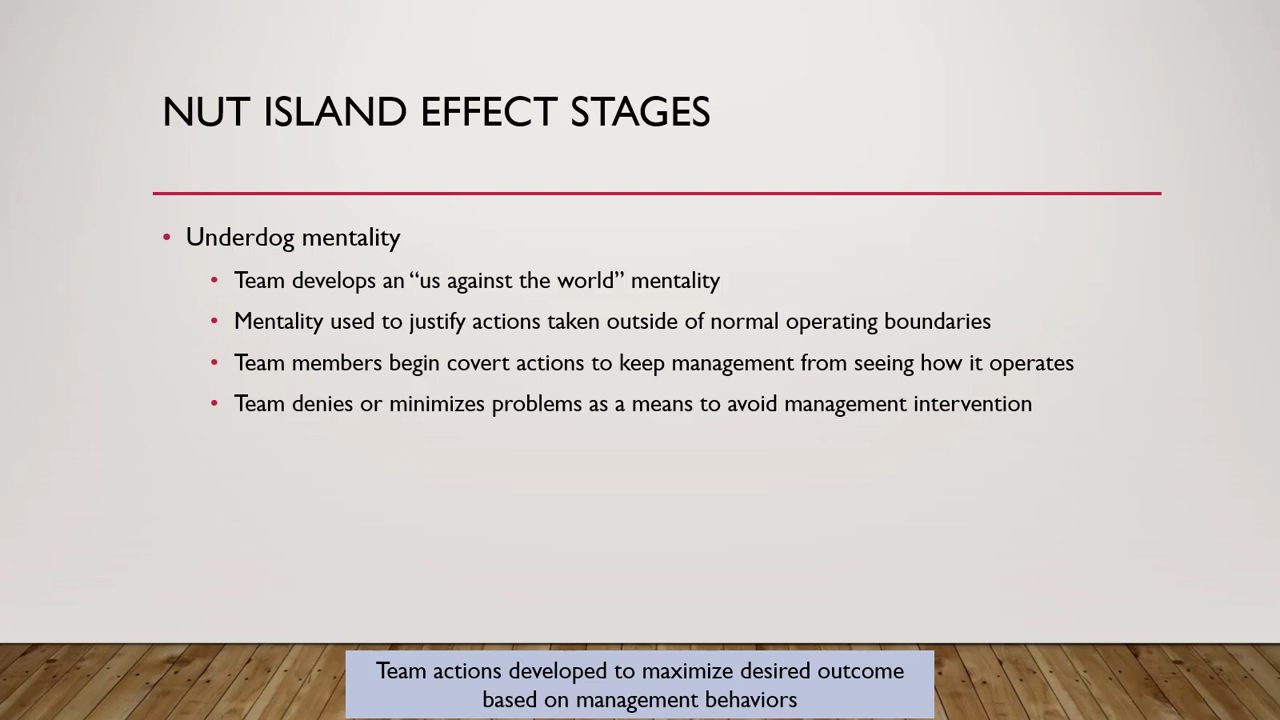 NUT ISLAND EFFECT STAGES
• Underdog mentality
• Team develops an “us against the world” mentality
• Mentality used to justify actions taken outside of normal operating boundaries
• Team members begin covert actions to keep management from seeing how it operates
• Team denies or minimizes problems as a means to avoid management intervention
Team actions developed to maximize desired outcome
based on management behaviors